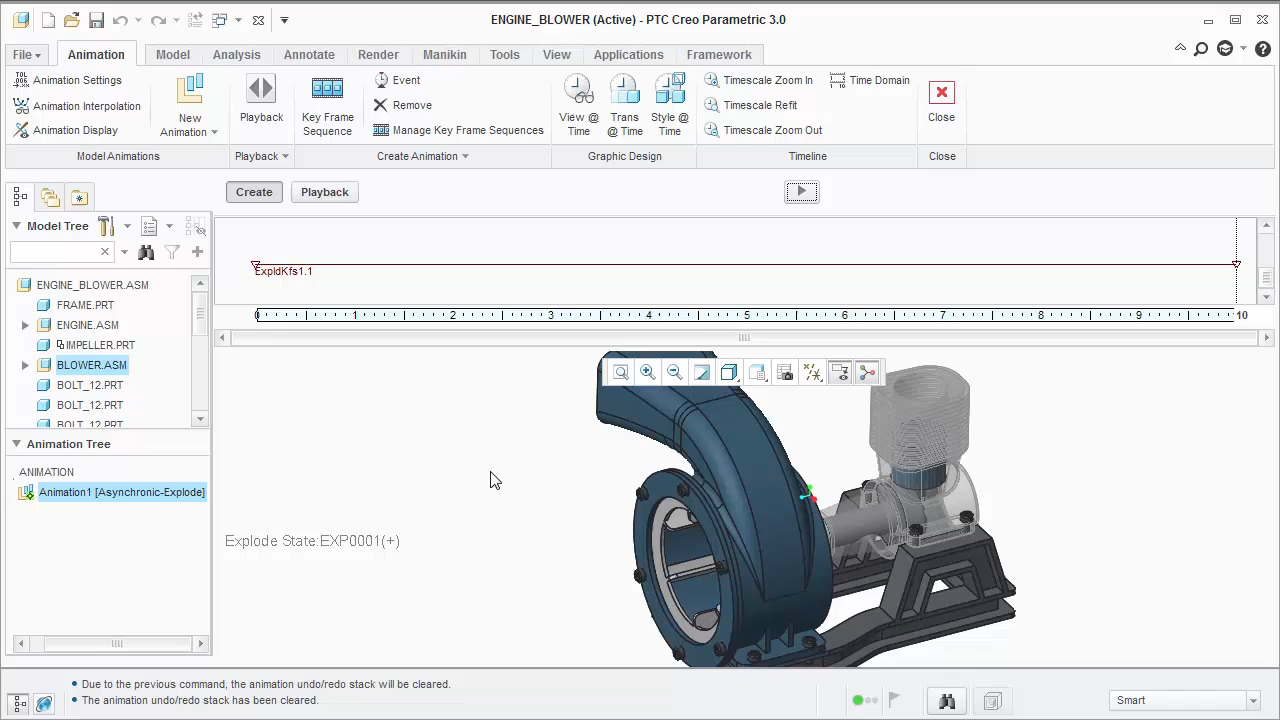 ENGINE_BLOWER (Active) - PTC Creo Parametric 3.0
File
Animation
Model
Analysis
Annotate
Render
Manikin
Tools
View
Applications
Framework
Animation Settings
Animation Interpolation
Animation Display
New
Animation
Playback
Key Frame
Sequence
Event
Remove
Manage Key Frame Sequences
View @
Time
Trans
@ Time
Style @
Time
Timescale Zoom In
Timescale Refit
Timescale Zoom Out
Time Domain
Close
Model Animations
Playback
Create Animation
Graphic Design
Timeline
Close
Create
Playback
Model Tree
ExpldKfs1.1
0 1 2 3 4 5 6 7 8 9 10
ENGINE_BLOWER.ASM
FRAME.PRT
ENGINE.ASM
IMPELLER.PRT
BLOWER.ASM
BOLT_12.PRT
BOLT_12.PRT
BOLT_12.PRT
Animation Tree
ANIMATION
Animation1 [Asynchronic-Explode]
Explode State:EXP0001(+)
• Due to the previous command, the animation undo/redo stack will be cleared.
• The animation undo/redo stack has been cleared.
Smart